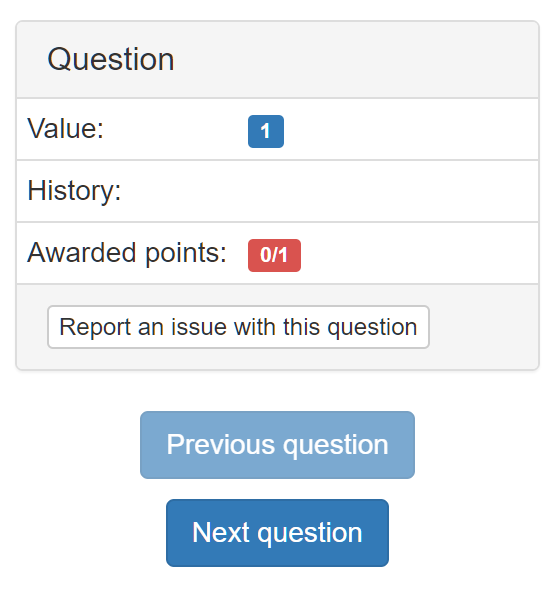 Question
Value: 1
History:
Awarded points: 0/1
Report an issue with this question
Previous question
Next question